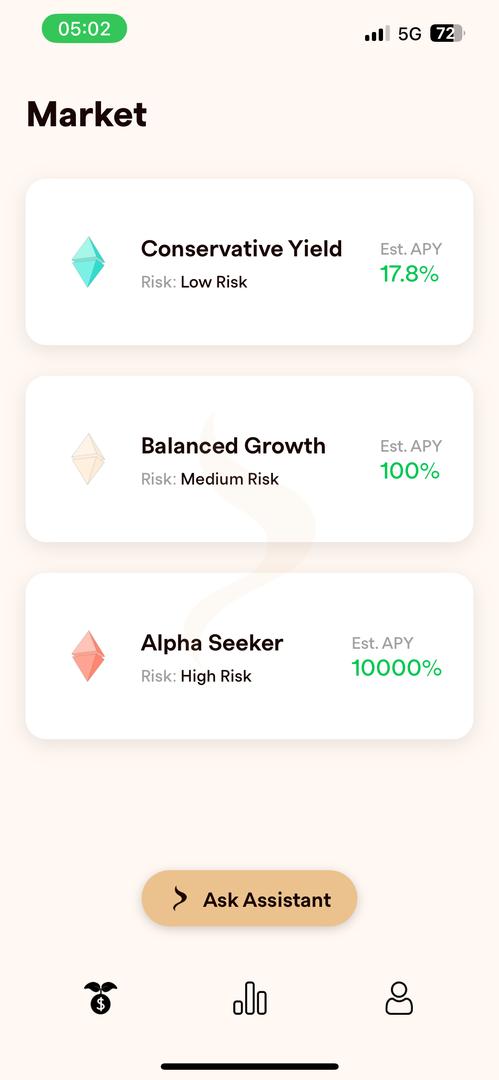 05:02
5G
72
Market
Conservative Yield
Risk: Low Risk
Est. APY
17.8%
Balanced Growth
Risk: Medium Risk
Est. APY
100%
Alpha Seeker
Risk: High Risk
Est. APY
10000%
Ask Assistant
$